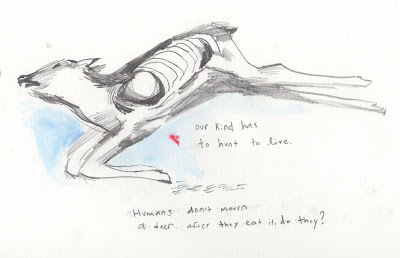 our kind has
to hunt to live.
Humans don't mourn
a deer after they eat it, do they?